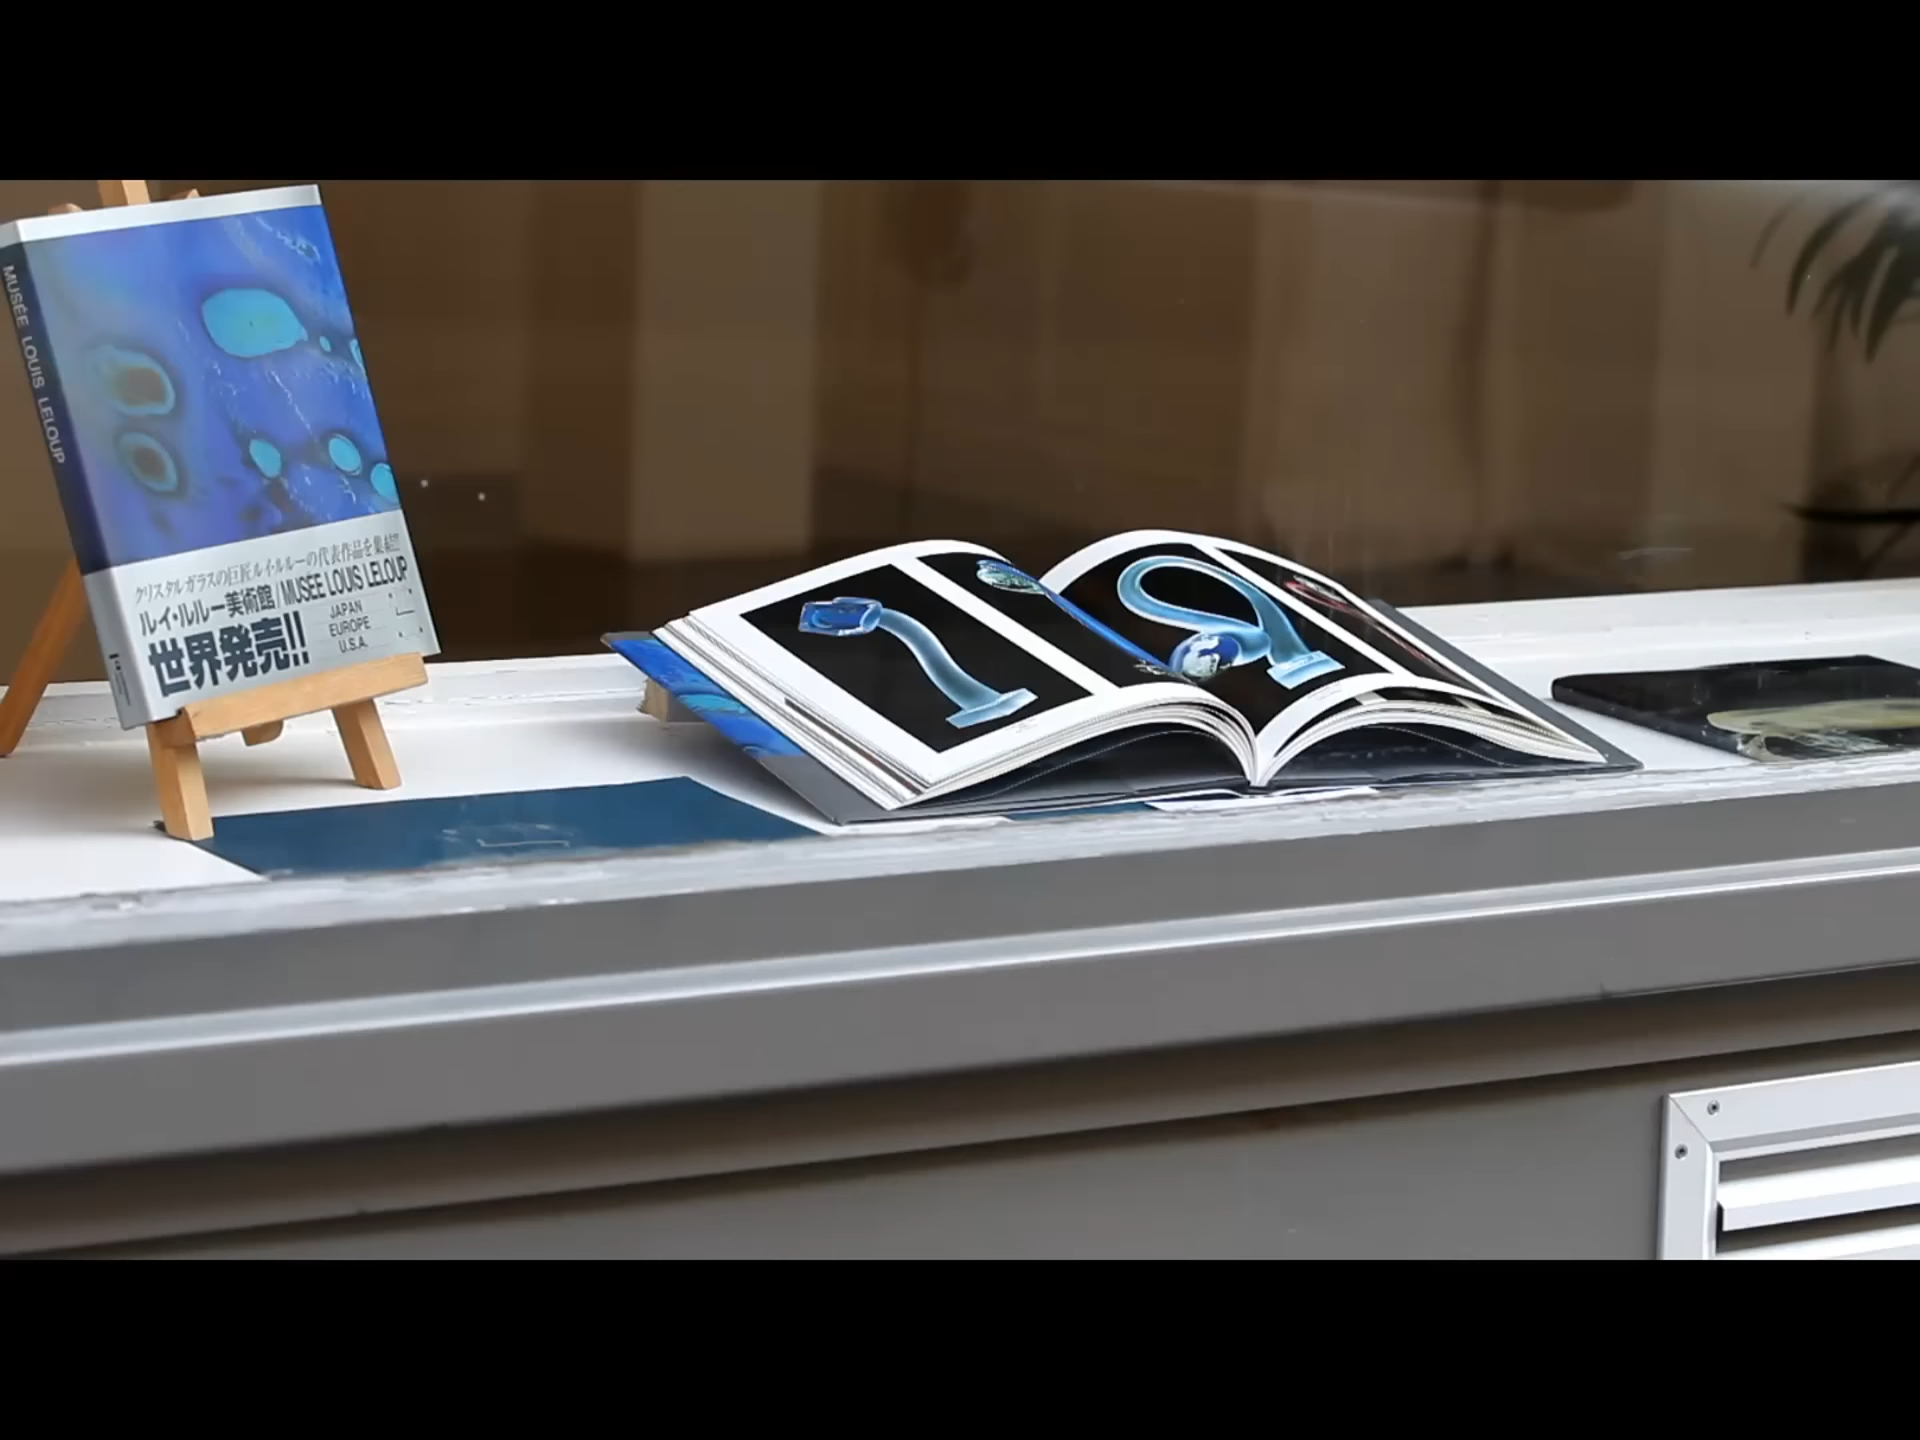 MUSÉE LOUIS LELOUP
クリスタルガラスの巨匠ルイ・ルルーの代表作品を集結!!
ルイ・ルルー美術館/MUSÉE LOUIS LELOUP
世界発売!!
JAPAN
EUROPE
U.S.A.